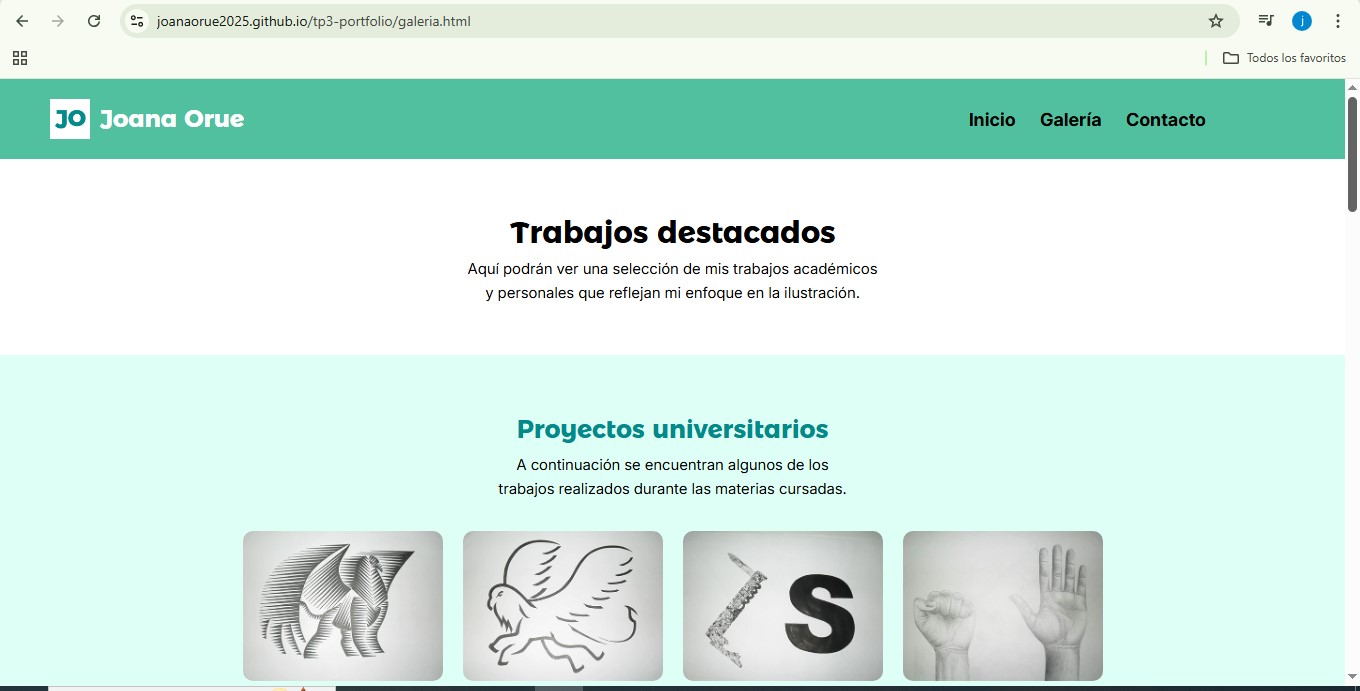 joanaorue2025.github.io/tp3-portfolio/galeria.html
j
Todos los favoritos
JO Joana Orue
Inicio Galería Contacto
Trabajos destacados
Aquí podrán ver una selección de mis trabajos académicos
y personales que reflejan mi enfoque en la ilustración.
Proyectos universitarios
A continuación se encuentran algunos de los
trabajos realizados durante las materias cursadas.
S